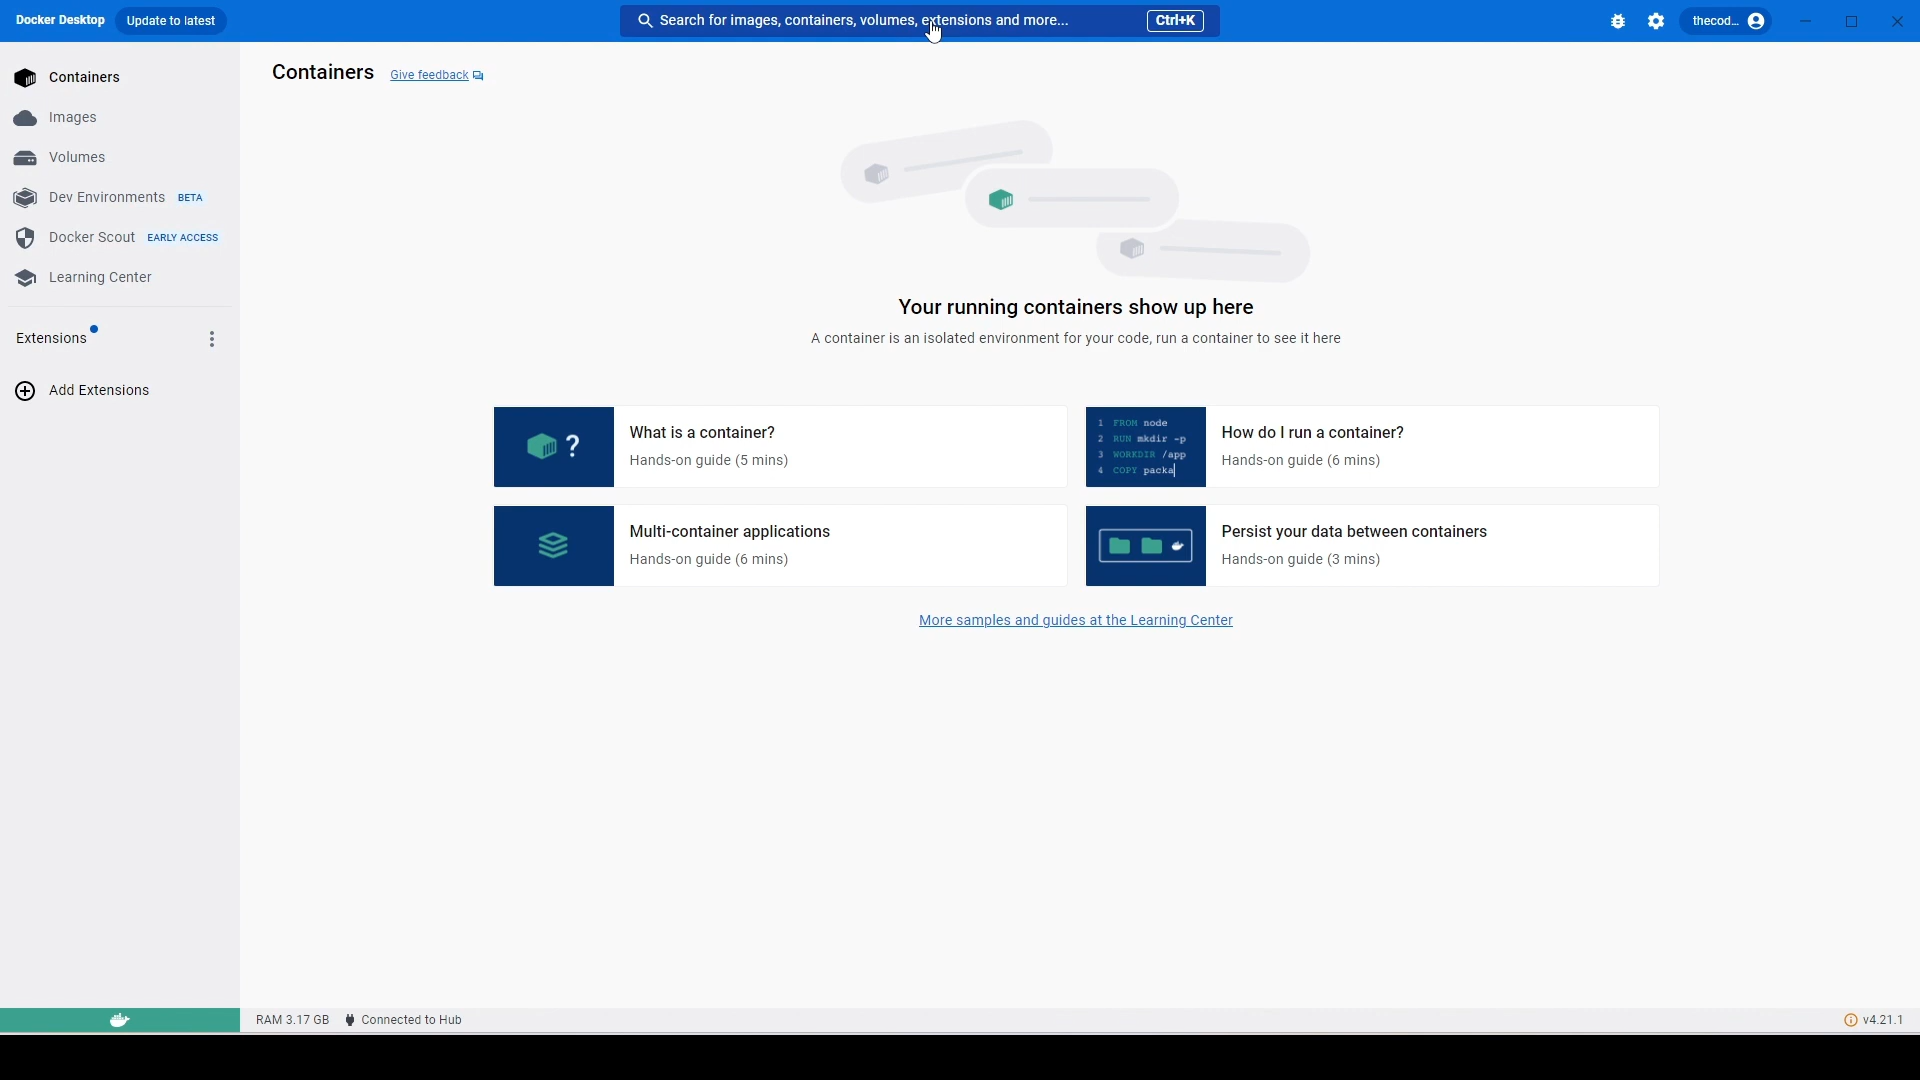 Docker Desktop
Update to latest
Search for images, containers, volumes, extensions and more...
Ctrl+K
thecod...
Containers
Images
Volumes
Dev Environments BETA
Docker Scout EARLY ACCESS
Learning Center
Extensions
Add Extensions
Containers
Give feedback
Your running containers show up here
A container is an isolated environment for your code, run a container to see it here
?
What is a container?
Hands-on guide (5 mins)
1 FROM node
2 RUN mkdir -p
3 WORKDIR /app
4 COPY packa
How do I run a container?
Hands-on guide (6 mins)
Multi-container applications
Hands-on guide (6 mins)
Persist your data between containers
Hands-on guide (3 mins)
More samples and guides at the Learning Center
RAM 3.17 GB
Connected to Hub
v4.21.1